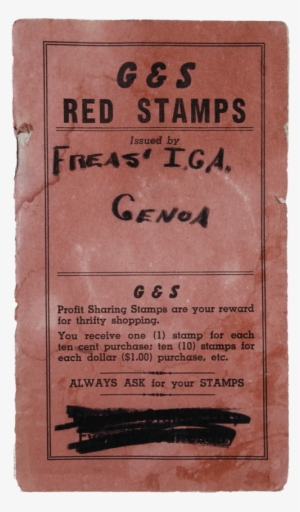 G & S
RED STAMPS
Issued by
FREAS' I.G.A.
GENOA
G & S
Profit Sharing Stamps are your reward
for thrifty shopping.
You receive one (1) stamp for each
ten cent purchase; ten (10) stamps for
each dollar ($1.00) purchase, etc.
ALWAYS ASK for your STAMPS